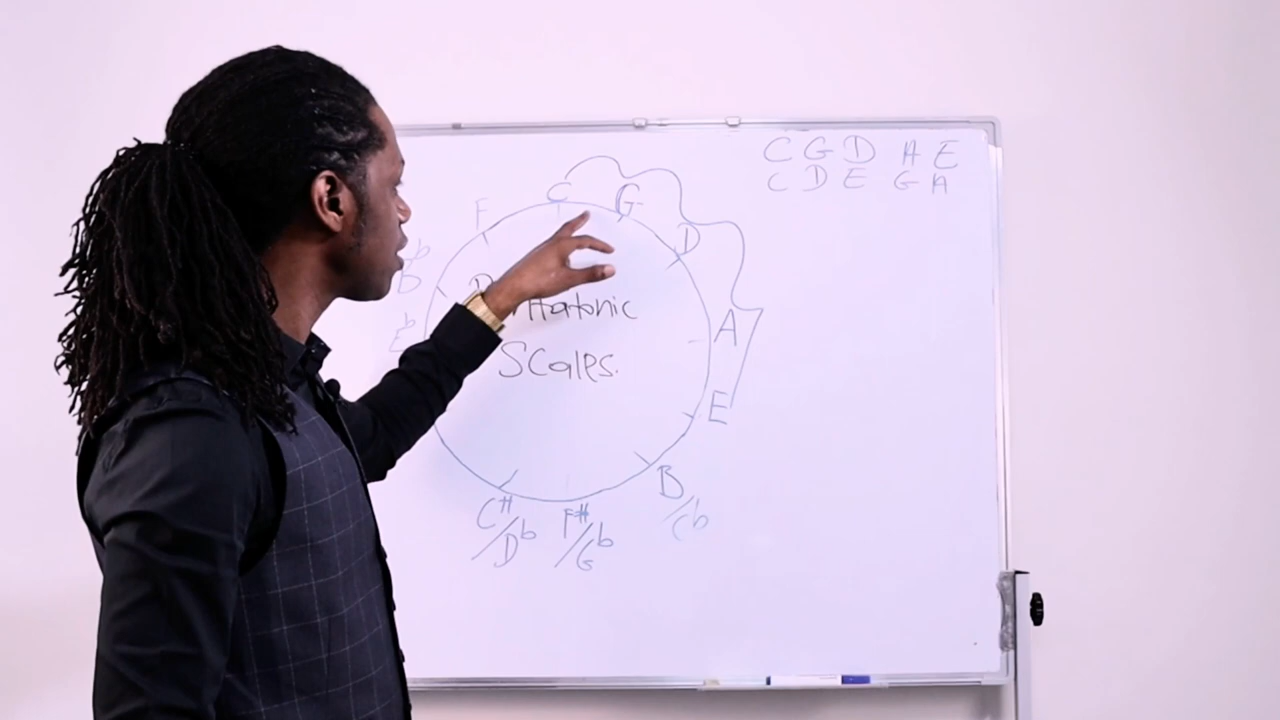 C G D A E
C D E G A
C
G
F
D
b
B
b
E
A
E
Scales.
B/Cb
C#/Db
F#/Gb